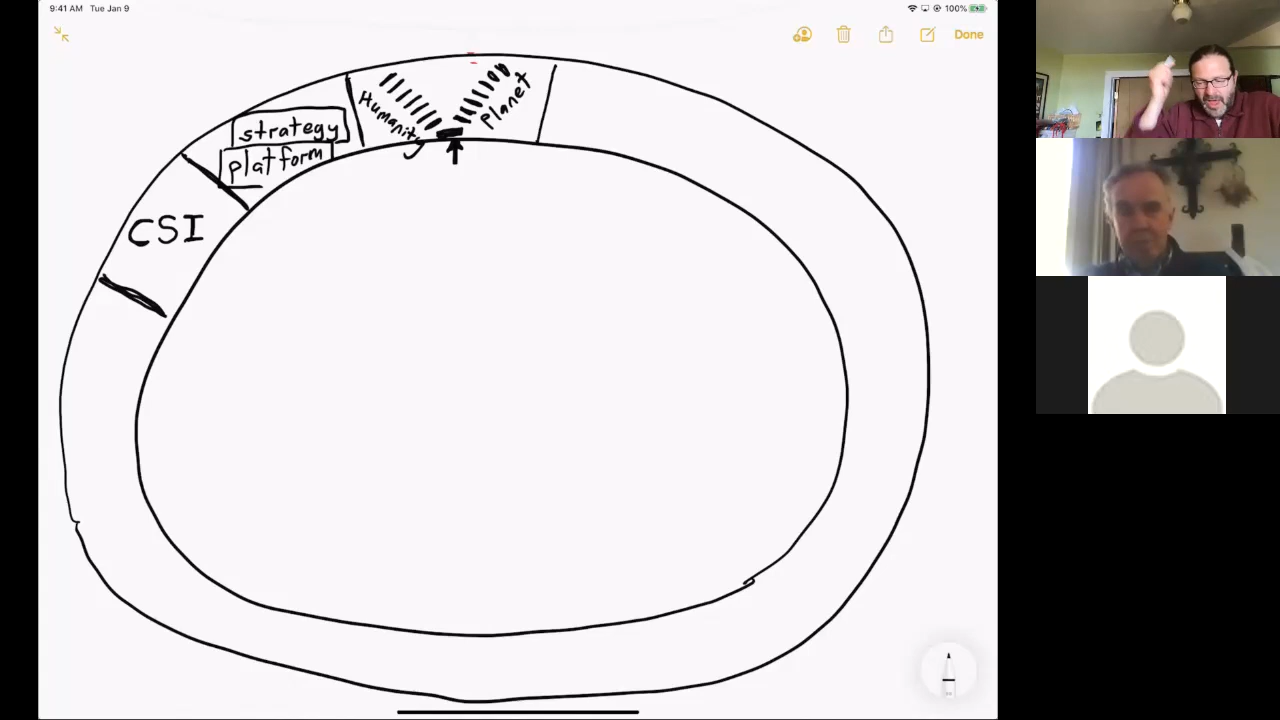 9:41 AM Tue Jan 9
100%
Done
Humanity
Planet
strategy
platform
CSI